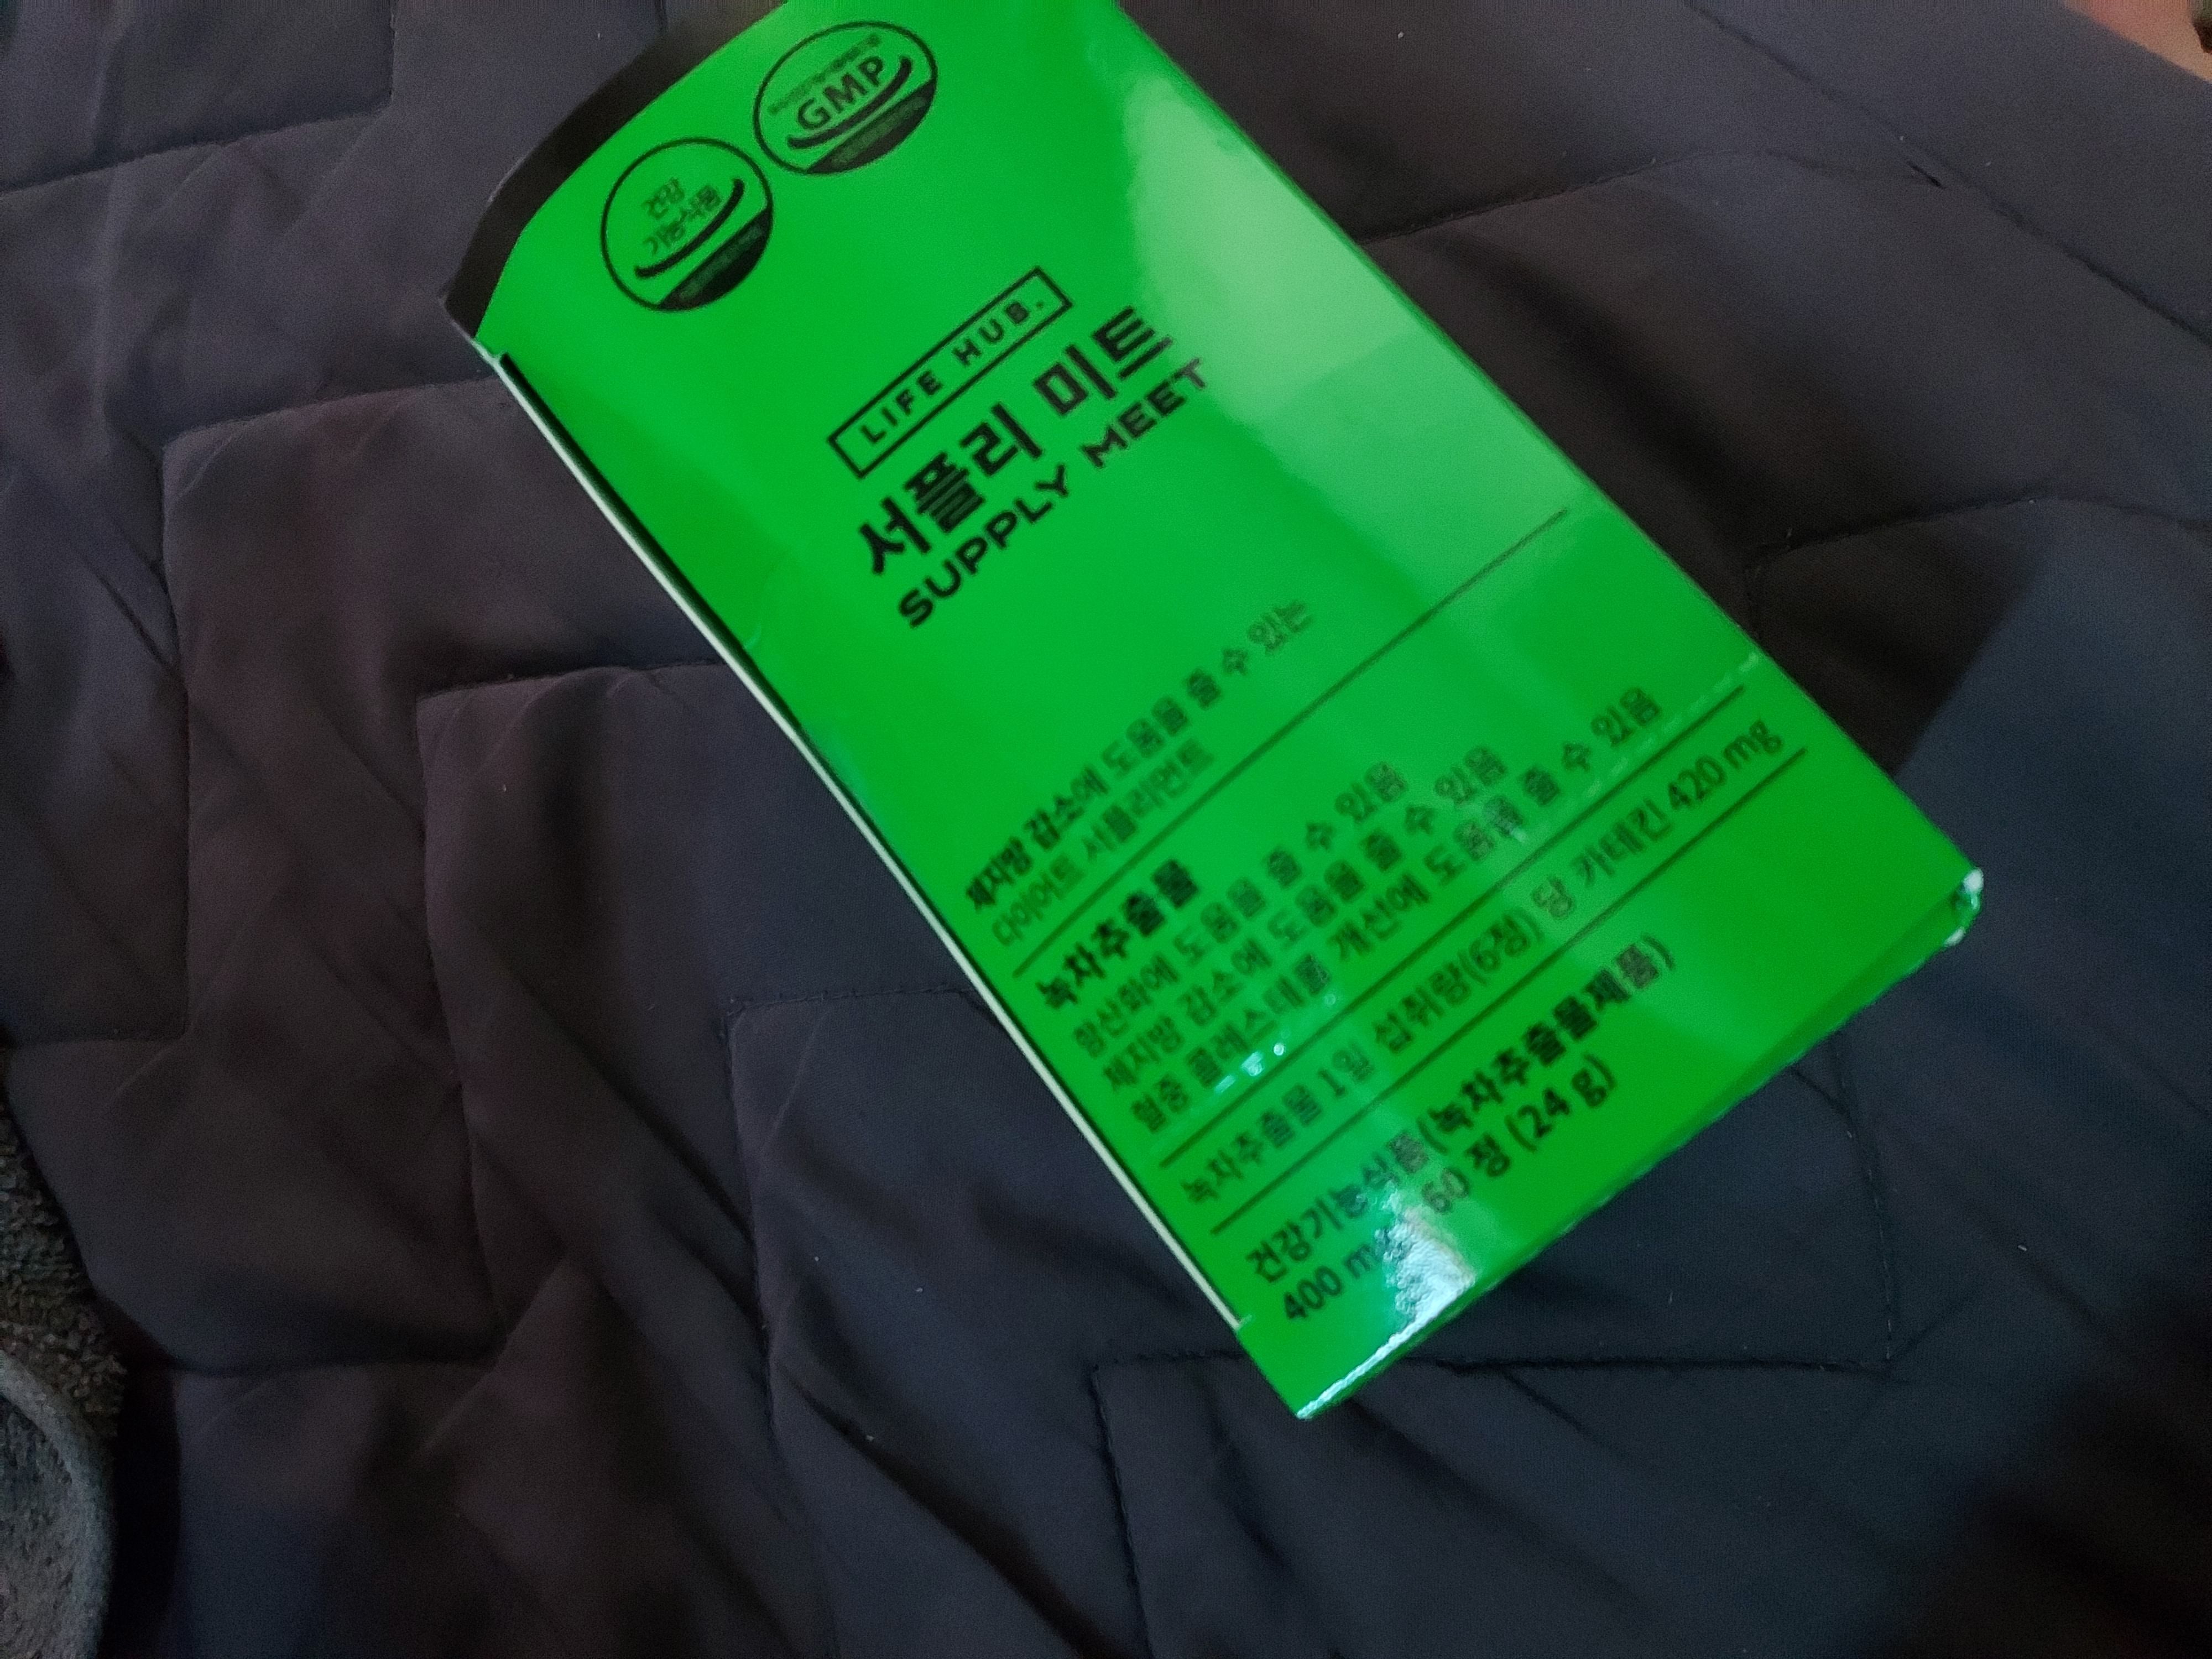 GMP
건강
기능식품
LIFE HUB.
서플리 미트
SUPPLY MEET
체지방 감소에 도움을 줄 수 있는
다이어트 서플리먼트
녹차추출물
항산화에 도움을 줄 수 있음
체지방 감소에 도움을 줄 수 있음
혈중 콜레스테롤 개선에 도움을 줄 수 있음
녹차추출물 1일 섭취량(6정) 당 카테킨 420 mg
건강기능식품(녹차추출물제품)
400 mg 60 정 (24 g)